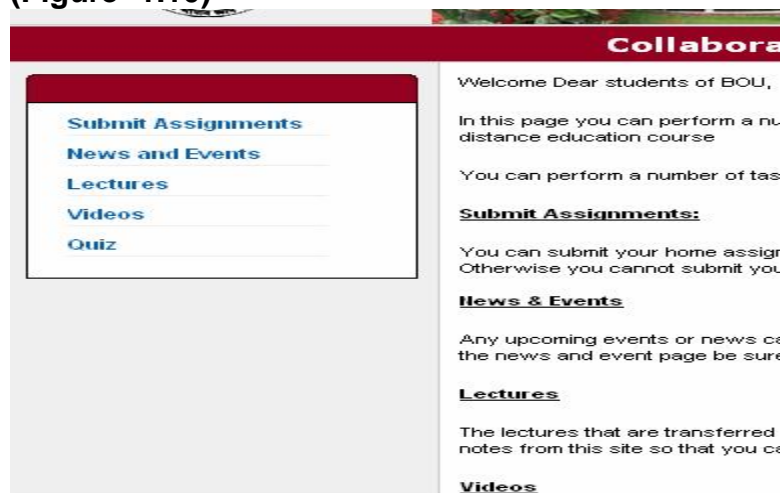 Collabora
Submit Assignments
News and Events
Lectures
Videos
Quiz
Welcome Dear students of BOU,
In this page you can perform a nu
distance education course
You can perform a number of tas
Submit Assignments:
You can submit your home assign
Otherwise you cannot submit you
News & Events
Any upcoming events or news ca
the news and event page be sure
Lectures
The lectures that are transferred
notes from this site so that you ca
Videos